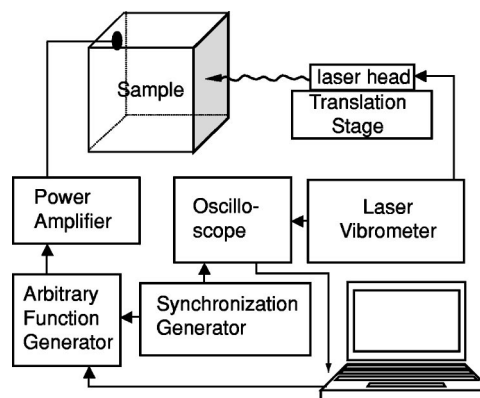 Sample
laser head
Translation
Stage
Power
Amplifier
Oscillo-
scope
Laser
Vibrometer
Arbitrary
Function
Generator
Synchronization
Generator